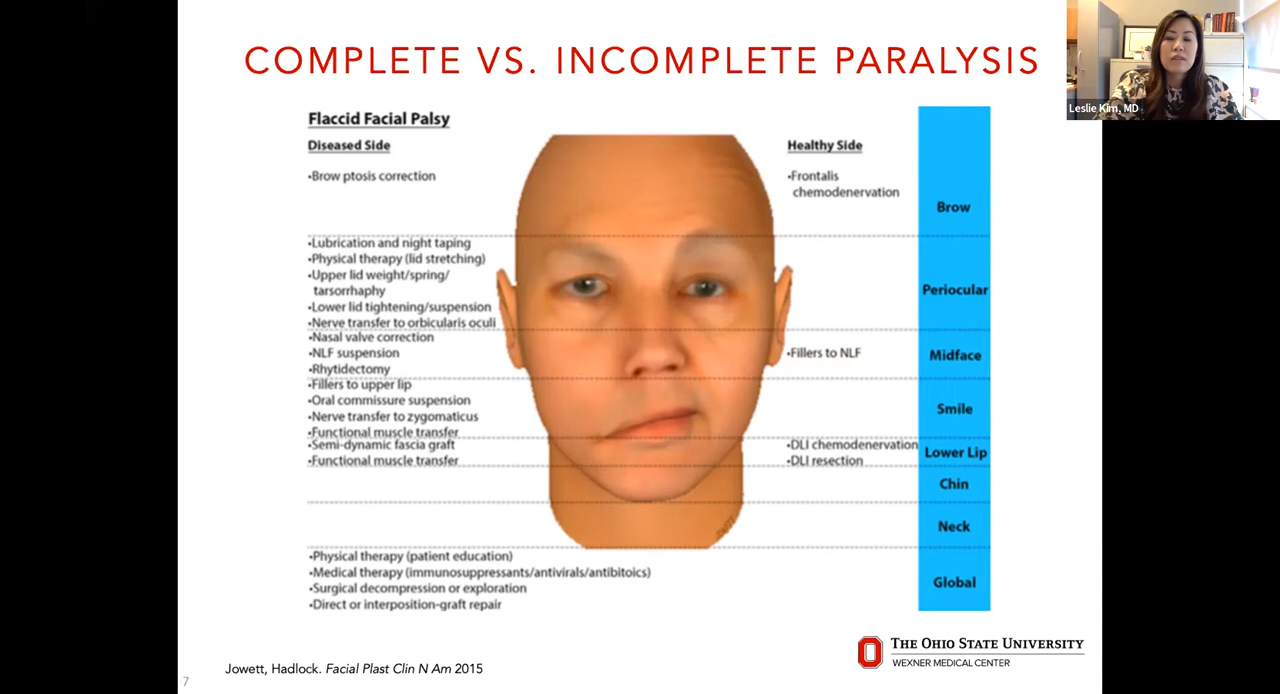 COMPLETE VS. INCOMPLETE PARALYSIS
Leslie Kim, MD
Flaccid Facial Palsy
Diseased Side
•Brow ptosis correction
•Lubrication and night taping
•Physical therapy (lid stretching)
•Upper lid weight/spring/
tarsorrhaphy
•Lower lid tightening/suspension
•Nerve transfer to orbicularis oculi
•Nasal valve correction
•NLF suspension
•Rhytidectomy
•Fillers to upper lip
•Oral commissure suspension
•Nerve transfer to zygomaticus
•Functional muscle transfer
•Semi-dynamic fascia graft
•Functional muscle transfer
•Physical therapy (patient education)
•Medical therapy (immunosuppressants/antivirals/antibitoics)
•Surgical decompression or exploration
•Direct or interposition-graft repair
Healthy Side
•Frontalis
chemodenervation
•Fillers to NLF
•DLI chemodenervation
•DLI resection
Brow
Periocular
Midface
Smile
Lower Lip
Chin
Neck
Global
Jowett, Hadlock. Facial Plast Clin N Am 2015
THE OHIO STATE UNIVERSITY
WEXNER MEDICAL CENTER
7